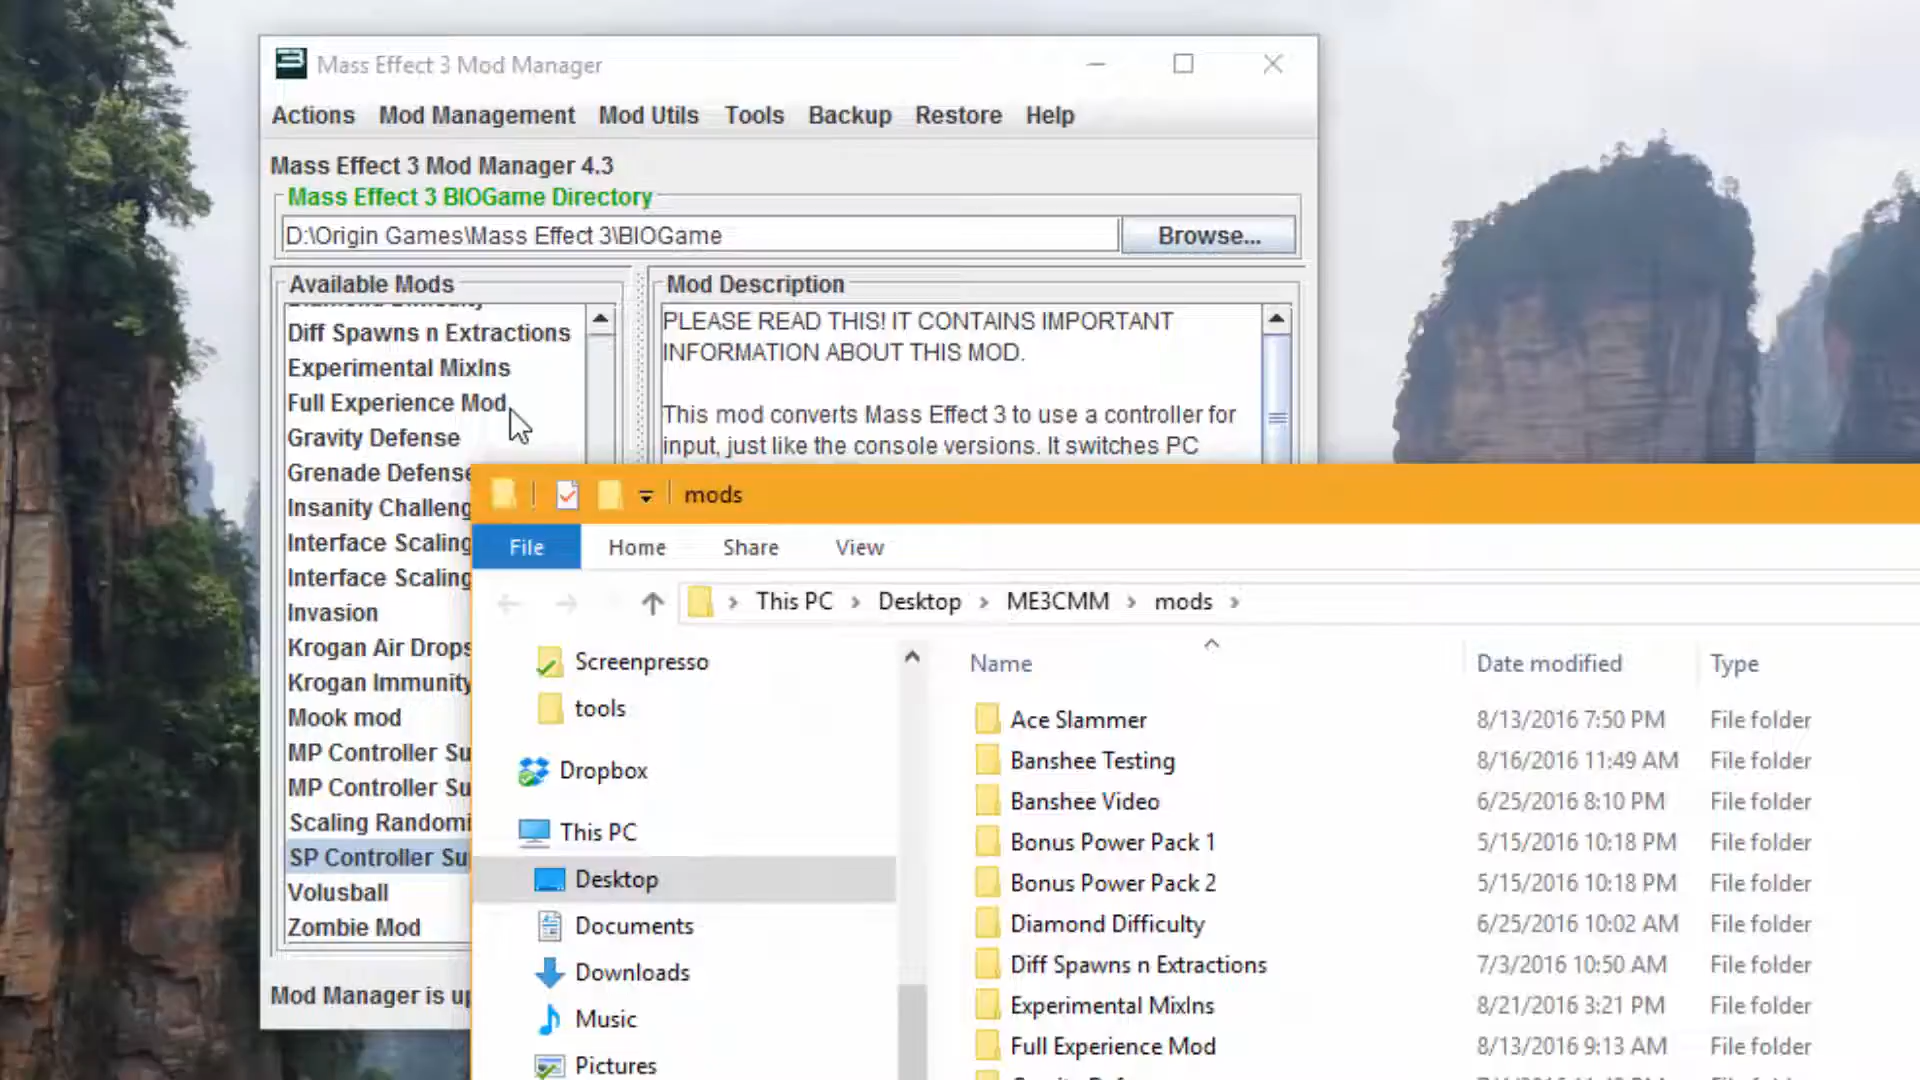 Mass Effect 3 Mod Manager
Actions Mod Management Mod Utils Tools Backup Restore Help
Mass Effect 3 Mod Manager 4.3
Mass Effect 3 BIOGame Directory
D:\Origin Games\Mass Effect 3\BIOGame
Browse...
Available Mods
Diff Spawns n Extractions
Experimental MixIns
Full Experience Mod
Gravity Defense
Grenade Defense
Insanity Challeng
Interface Scaling
Interface Scaling
Invasion
Krogan Air Drops
Krogan Immunity
Mook mod
MP Controller Su
MP Controller Su
Scaling Randomi
SP Controller Su
Volusball
Zombie Mod
Mod Manager is up
Mod Description
PLEASE READ THIS! IT CONTAINS IMPORTANT
INFORMATION ABOUT THIS MOD.
This mod converts Mass Effect 3 to use a controller for
input, just like the console versions. It switches PC
mods
File Home Share View
This PC Desktop ME3CMM mods
Screenpresso
tools
Dropbox
This PC
Desktop
Documents
Downloads
Music
Pictures
Name Date modified Type
Ace Slammer 8/13/2016 7:50 PM File folder
Banshee Testing 8/16/2016 11:49 AM File folder
Banshee Video 6/25/2016 8:10 PM File folder
Bonus Power Pack 1 5/15/2016 10:18 PM File folder
Bonus Power Pack 2 5/15/2016 10:18 PM File folder
Diamond Difficulty 6/25/2016 10:02 AM File folder
Diff Spawns n Extractions 7/3/2016 10:50 AM File folder
Experimental MixIns 8/21/2016 3:21 PM File folder
Full Experience Mod 8/13/2016 9:13 AM File folder